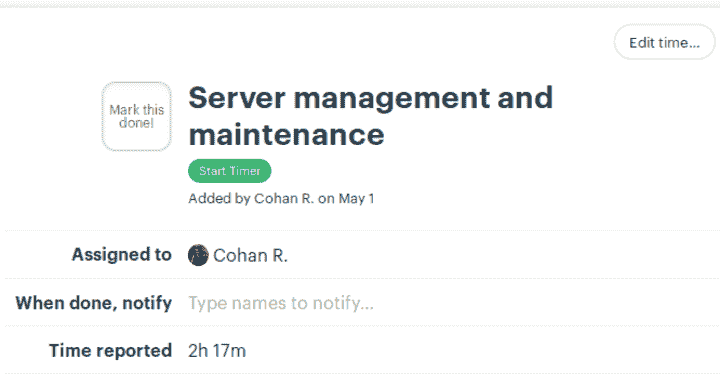 Edit time...
Mark this
done!
Server management and
maintenance
Start Timer
Added by Cohan R. on May 1
Assigned to Cohan R.
When done, notify Type names to notify...
Time reported 2h 17m